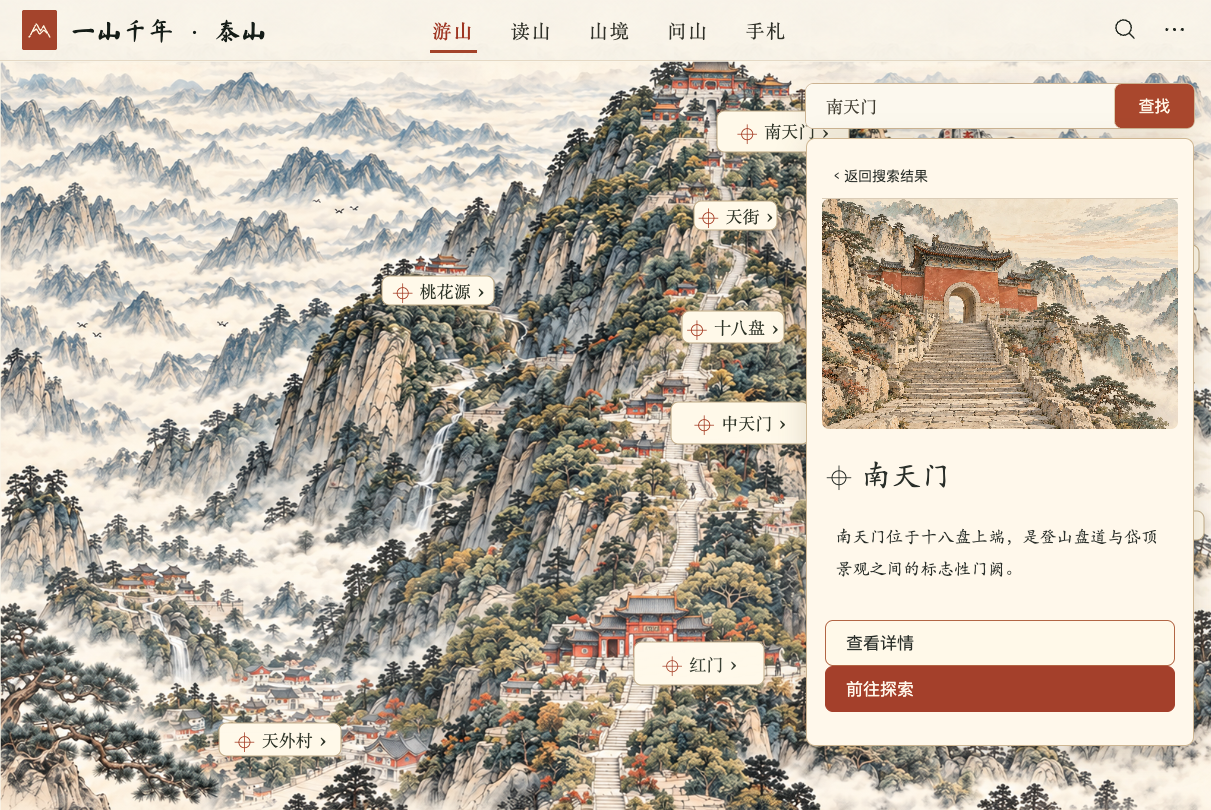 一山千年 · 泰山
游山
读山
山境
问山
手札
南天门
查找
南天门 ›
‹ 返回搜索结果
天街 ›
桃花源 ›
十八盘 ›
中天门 ›
南天门
南天门位于十八盘上端，是登山盘道与岱顶
景观之间的标志性门阙。
查看详情
红门 ›
前往探索
天外村 ›